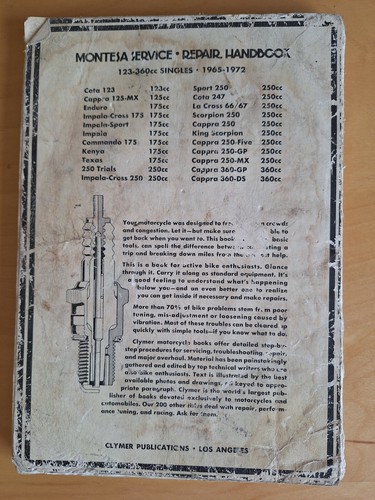 MONTESA SERVICE • REPAIR HANDBOOK
123-360cc SINGLES • 1965-1972
Cota 123 123cc Sport 250 250cc
Cappra 125-MX 125cc Cota 247 250cc
Enduro 175cc La Cross 66/67 250cc
Impala-Cross 175 175cc Scorpion 250 250cc
Impala-Sport 175cc Cappra 250 250cc
Impala 175cc King Scorpion 250cc
Commando 175 175cc Cappra 250-Five 250cc
Kenya 175cc Cappra 250-GP 250cc
Texas 175cc Cappra 250-MX 250cc
250 Trials 250cc Cappra 360-GP 360cc
Impala-Cross 250 250cc Cappra 360-DS 360cc
Your motorcycle was designed to crowds
and congestion. Let it—but make sure ble to
get back when you want to. This book basic
tools, can spell the difference ting a
trip and breaking down miles from the help.
This is a book for active bike enthusiasts. Glance
through it. Carry it along as standard equipment. It's
a good feeling to understand what's happening
below you—and an even better one to realize
you can get inside if necessary and make repairs.
More than 70% of bike problems stem from poor
tuning, mis-adjustment or loosening caused by
vibration. Most of these troubles can be cleared up
quickly with simple tools—if you know what to do.
Clymer motorcycle books offer detailed step-by-
step procedures for servicing, troubleshooting repair,
and major overhaul. Material has been painstakingly
gathered and edited by top technical writers who are
also bike enthusiasts. Text is illustrated by the best
available photos and drawings, keyed to appro-
priate paragraph. Clymer is the world's largest pub-
lisher of books devoted exclusively to motorcycles and
automobiles. Our 200 other titles deal with repair, perform-
ance tuning, and racing. Ask for them.
CLYMER PUBLICATIONS • LOS ANGELES